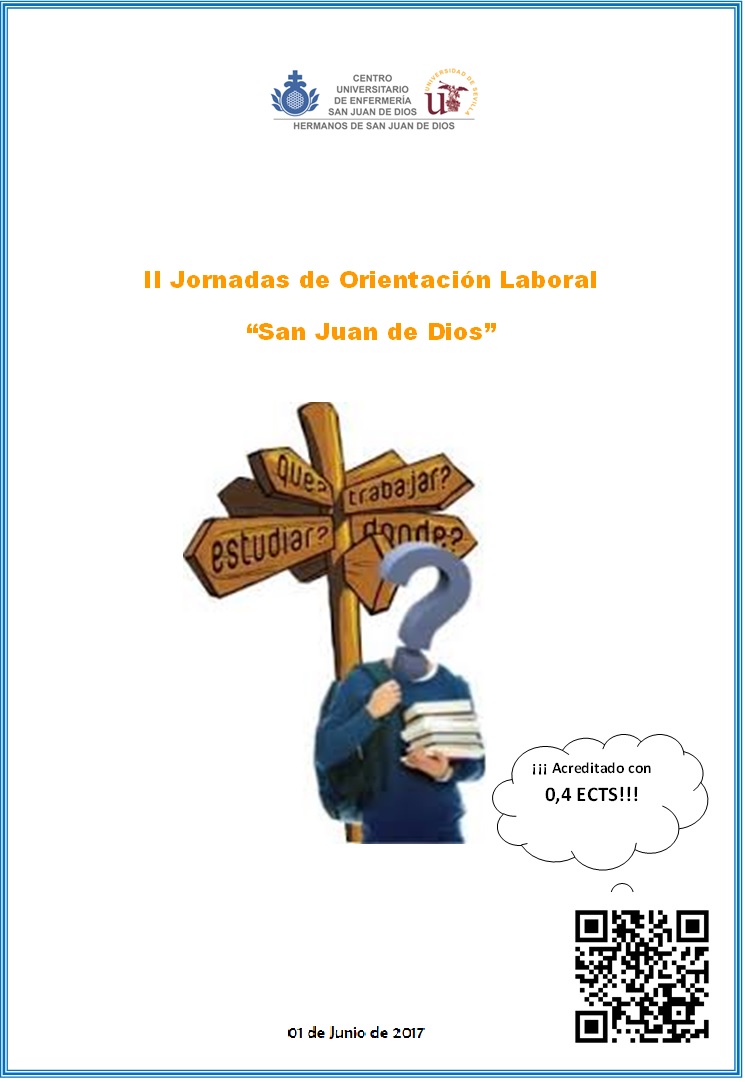 CENTRO
UNIVERSITARIO
DE ENFERMERÍA
SAN JUAN DE DIOS
UNIVERSIDAD DE SEVILLA
HERMANOS DE SAN JUAN DE DIOS
II Jornadas de Orientación Laboral
“San Juan de Dios”
que?
trabajar?
estudiar?
donde?
¡¡¡ Acreditado con
0,4 ECTS!!!
01 de Junio de 2017